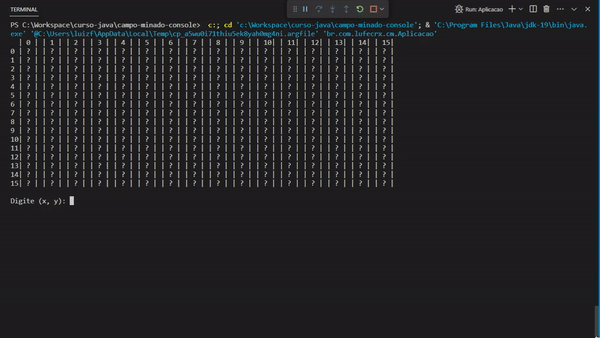 TERMINAL
Run: Aplicacao
PS C:\Workspace\curso-java\campo-minado-console> c:; cd 'c:\Workspace\curso-java\campo-minado-console'; & 'C:\Program Files\Java\jdk-19\bin\java.
exe' '@C:\Users\luizf\AppData\Local\Temp\cp_a5wu0i71thiu5ek8yah0mg4ni.argfile' 'br.com.lufecrx.cm.Aplicacao'
| 0 || 1 || 2 || 3 || 4 || 5 || 6 || 7 || 8 || 9 || 10|| 11|| 12|| 13|| 14|| 15|
0 | ? || ? || ? || ? || ? || ? || ? || ? || ? || ? || ? || ? || ? || ? || ? || ? |
1 | ? || ? || ? || ? || ? || ? || ? || ? || ? || ? || ? || ? || ? || ? || ? || ? |
2 | ? || ? || ? || ? || ? || ? || ? || ? || ? || ? || ? || ? || ? || ? || ? || ? |
3 | ? || ? || ? || ? || ? || ? || ? || ? || ? || ? || ? || ? || ? || ? || ? || ? |
4 | ? || ? || ? || ? || ? || ? || ? || ? || ? || ? || ? || ? || ? || ? || ? || ? |
5 | ? || ? || ? || ? || ? || ? || ? || ? || ? || ? || ? || ? || ? || ? || ? || ? |
6 | ? || ? || ? || ? || ? || ? || ? || ? || ? || ? || ? || ? || ? || ? || ? || ? |
7 | ? || ? || ? || ? || ? || ? || ? || ? || ? || ? || ? || ? || ? || ? || ? || ? |
8 | ? || ? || ? || ? || ? || ? || ? || ? || ? || ? || ? || ? || ? || ? || ? || ? |
9 | ? || ? || ? || ? || ? || ? || ? || ? || ? || ? || ? || ? || ? || ? || ? || ? |
10| ? || ? || ? || ? || ? || ? || ? || ? || ? || ? || ? || ? || ? || ? || ? || ? |
11| ? || ? || ? || ? || ? || ? || ? || ? || ? || ? || ? || ? || ? || ? || ? || ? |
12| ? || ? || ? || ? || ? || ? || ? || ? || ? || ? || ? || ? || ? || ? || ? || ? |
13| ? || ? || ? || ? || ? || ? || ? || ? || ? || ? || ? || ? || ? || ? || ? || ? |
14| ? || ? || ? || ? || ? || ? || ? || ? || ? || ? || ? || ? || ? || ? || ? || ? |
15| ? || ? || ? || ? || ? || ? || ? || ? || ? || ? || ? || ? || ? || ? || ? || ? |
Digite (x, y):